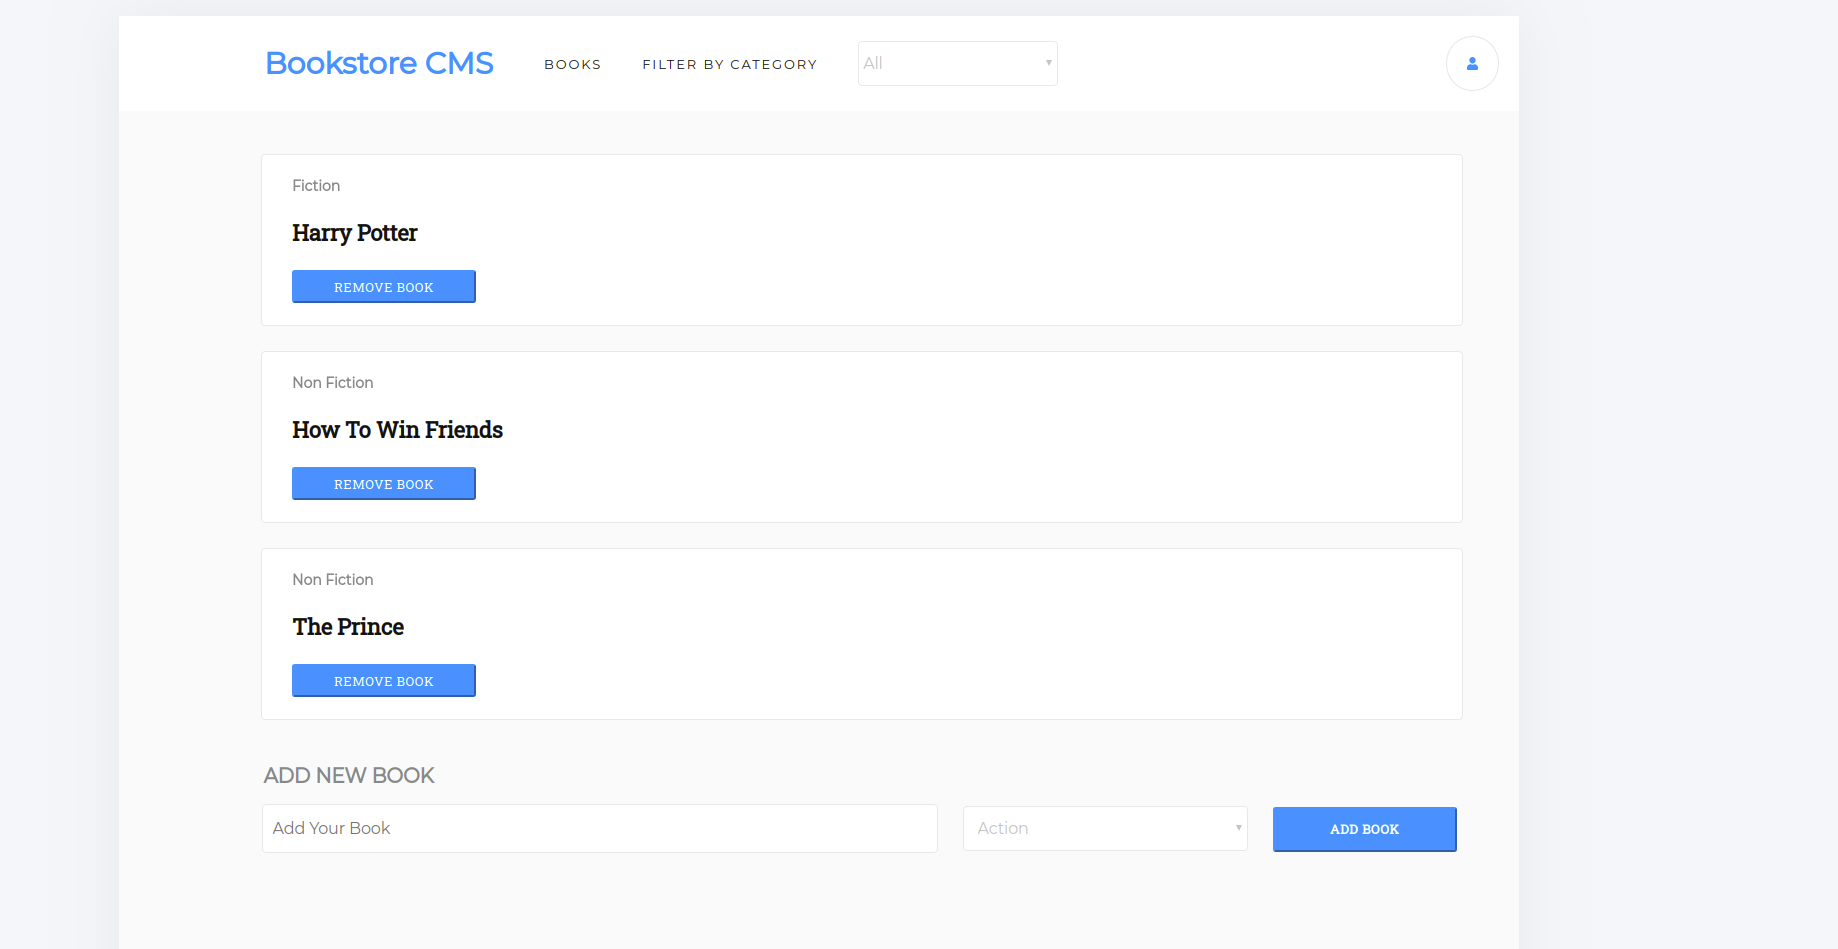 Bookstore CMS BOOKS FILTER BY CATEGORY All
Fiction
Harry Potter
REMOVE BOOK
Non Fiction
How To Win Friends
REMOVE BOOK
Non Fiction
The Prince
REMOVE BOOK
ADD NEW BOOK
Add Your Book Action ADD BOOK